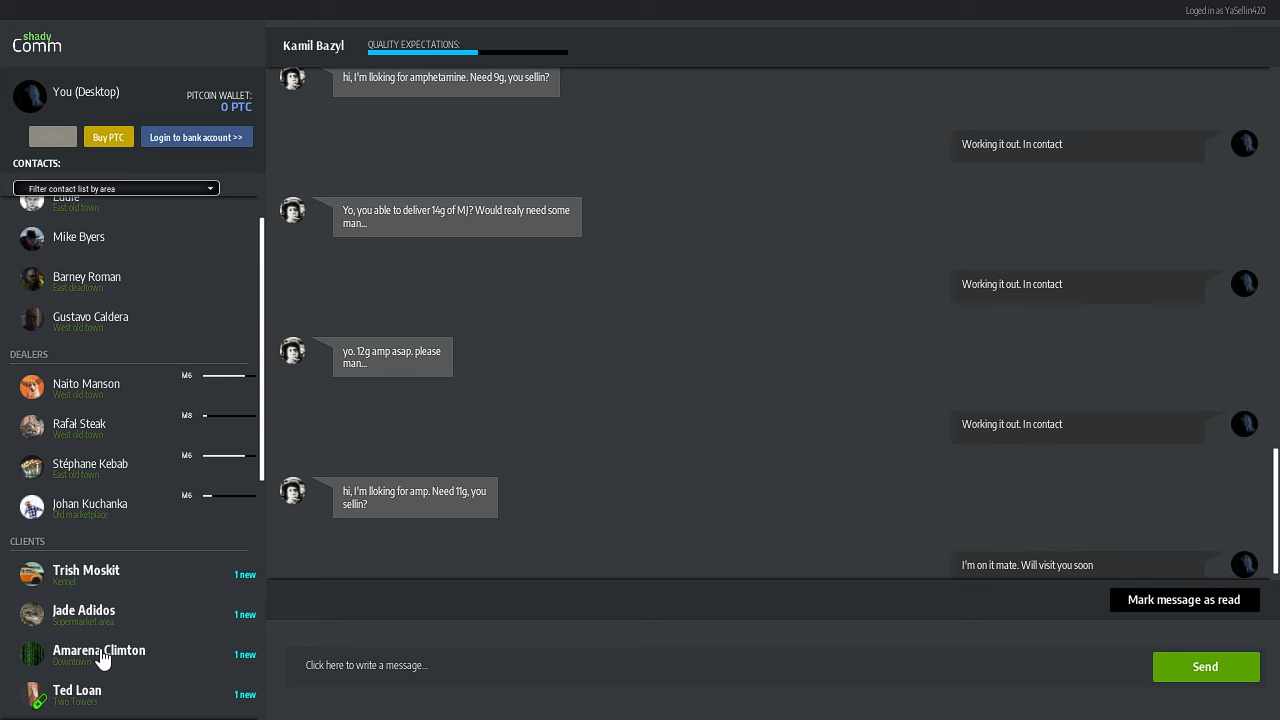 Loged in as YaSellin420
shady
Comm
You (Desktop)
PITCOIN WALLET:
0 PTC
Buy PTC
Login to bank account >>
CONTACTS:
Filter contact list by area
Eddie
East old town
Mike Byers
Barney Roman
East deadtown
Gustavo Caldera
West old town
DEALERS
Naito Manson
West old town
M6
Rafal Steak
West old town
M8
Stéphane Kebab
East old town
M6
Johan Kuchanka
Old marketplace
M6
CLIENTS
Trish Moskit
Kennel
1 new
Jade Adidos
Supermarket area
1 new
Amarena Climton
Downtown
1 new
Ted Loan
Two Towers
1 new
Kamil Bazyl
QUALITY EXPECTATIONS:
hi, I'm lloking for amphetamine. Need 9g, you sellin?
Working it out. In contact
Yo, you able to deliver 14g of MJ? Would realy need some
man...
Working it out. In contact
yo. 12g amp asap. please
man...
Working it out. In contact
hi, I'm lloking for amp. Need 11g, you
sellin?
I'm on it mate. Will visit you soon
Mark message as read
Click here to write a message...
Send